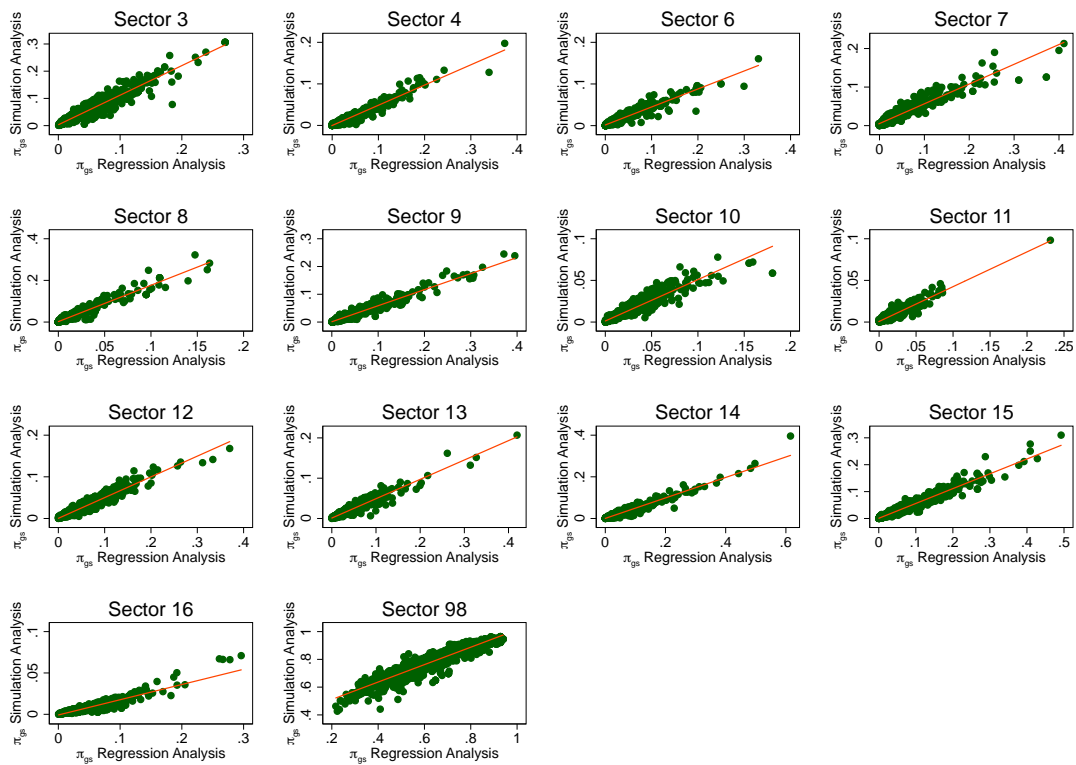 Sector 3
π_gs Simulation Analysis
0 .1 .2 .3
0 .1 .2 .3
π_gs Regression Analysis
Sector 4
π_gs Simulation Analysis
0 .1 .2
0 .1 .2 .3 .4
π_gs Regression Analysis
Sector 6
π_gs Simulation Analysis
0 .1 .2
0 .1 .2 .3 .4
π_gs Regression Analysis
Sector 7
π_gs Simulation Analysis
0 .1 .2
0 .1 .2 .3 .4
π_gs Regression Analysis
Sector 8
π_gs Simulation Analysis
0 .2 .4
0 .05 .1 .15 .2
π_gs Regression Analysis
Sector 9
π_gs Simulation Analysis
0 .1 .2 .3
0 .1 .2 .3 .4
π_gs Regression Analysis
Sector 10
π_gs Simulation Analysis
0 .05 .1
0 .05 .1 .15 .2
π_gs Regression Analysis
Sector 11
π_gs Simulation Analysis
0 .05 .1
0 .05 .1 .15 .2 .25
π_gs Regression Analysis
Sector 12
π_gs Simulation Analysis
0 .1 .2
0 .1 .2 .3 .4
π_gs Regression Analysis
Sector 13
π_gs Simulation Analysis
0 .1 .2
0 .1 .2 .3 .4
π_gs Regression Analysis
Sector 14
π_gs Simulation Analysis
0 .2 .4
0 .2 .4 .6
π_gs Regression Analysis
Sector 15
π_gs Simulation Analysis
0 .1 .2 .3
0 .1 .2 .3 .4 .5
π_gs Regression Analysis
Sector 16
π_gs Simulation Analysis
0 .05 .1
0 .1 .2 .3
π_gs Regression Analysis
Sector 98
π_gs Simulation Analysis
.4 .6 .8 1
.2 .4 .6 .8 1
π_gs Regression Analysis